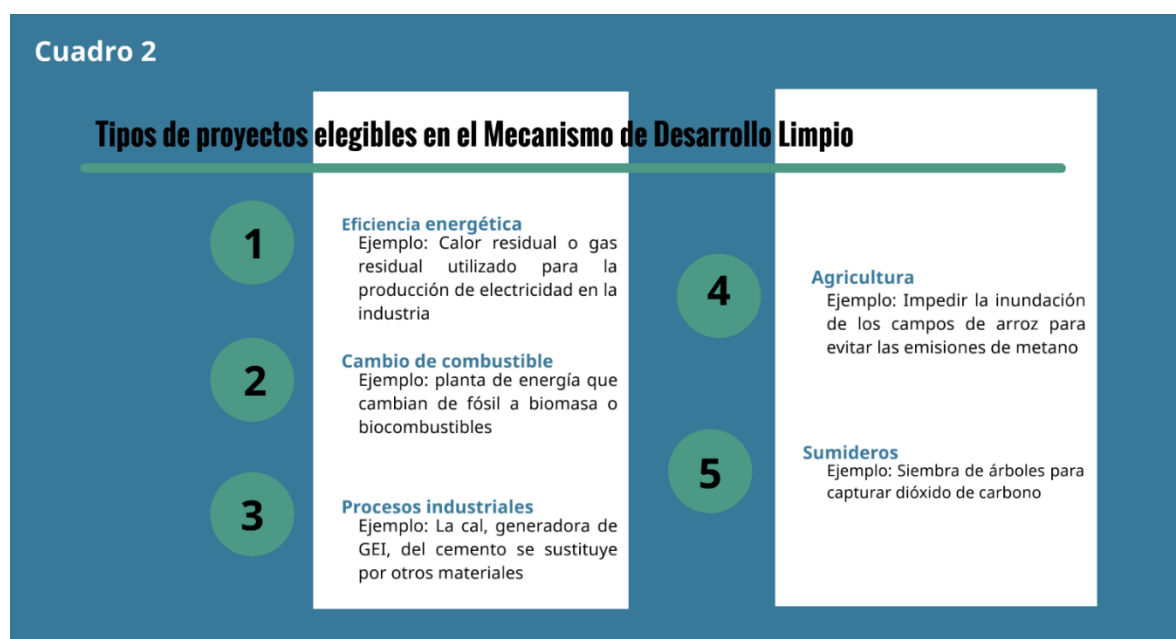 Cuadro 2
Tipos de proyectos elegibles en el Mecanismo de Desarrollo Limpio
1
Eficiencia energética
Ejemplo: Calor residual o gas
residual utilizado para la
producción de electricidad en la
industria
2
Cambio de combustible
Ejemplo: planta de energía que
cambian de fósil a biomasa o
biocombustibles
3
Procesos industriales
Ejemplo: La cal, generadora de
GEI, del cemento se sustituye
por otros materiales
4
Agricultura
Ejemplo: Impedir la inundación
de los campos de arroz para
evitar las emisiones de metano
5
Sumideros
Ejemplo: Siembra de árboles para
capturar dióxido de carbono